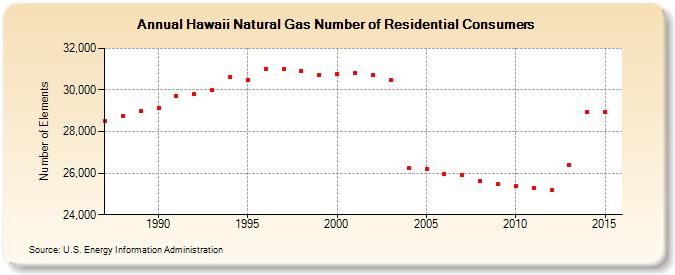 Annual Hawaii Natural Gas Number of Residential Consumers
Number of Elements
32,000
30,000
28,000
26,000
24,000
1990 1995 2000 2005 2010 2015
Source: U.S. Energy Information Administration